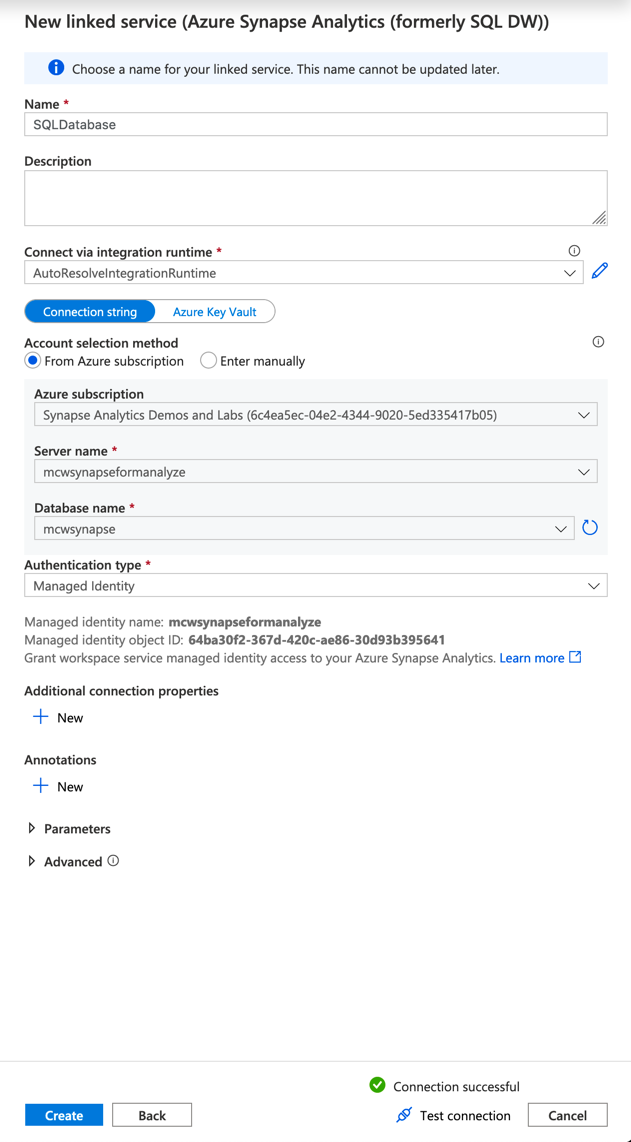 New linked service (Azure Synapse Analytics (formerly SQL DW))
Choose a name for your linked service. This name cannot be updated later.
Name *
SQLDatabase
Description
Connect via integration runtime *
AutoResolveIntegrationRuntime
Connection string
Azure Key Vault
Account selection method
From Azure subscription
Enter manually
Azure subscription
Synapse Analytics Demos and Labs (6c4ea5ec-04e2-4344-9020-5ed335417b05)
Server name *
mcwsynapseformanalyze
Database name *
mcwsynapse
Authentication type *
Managed Identity
Managed identity name: mcwsynapseformanalyze
Managed identity object ID: 64ba30f2-367d-420c-ae86-30d93b395641
Grant workspace service managed identity access to your Azure Synapse Analytics. Learn more
Additional connection properties
New
Annotations
New
Parameters
Advanced
Connection successful
Create
Back
Test connection
Cancel